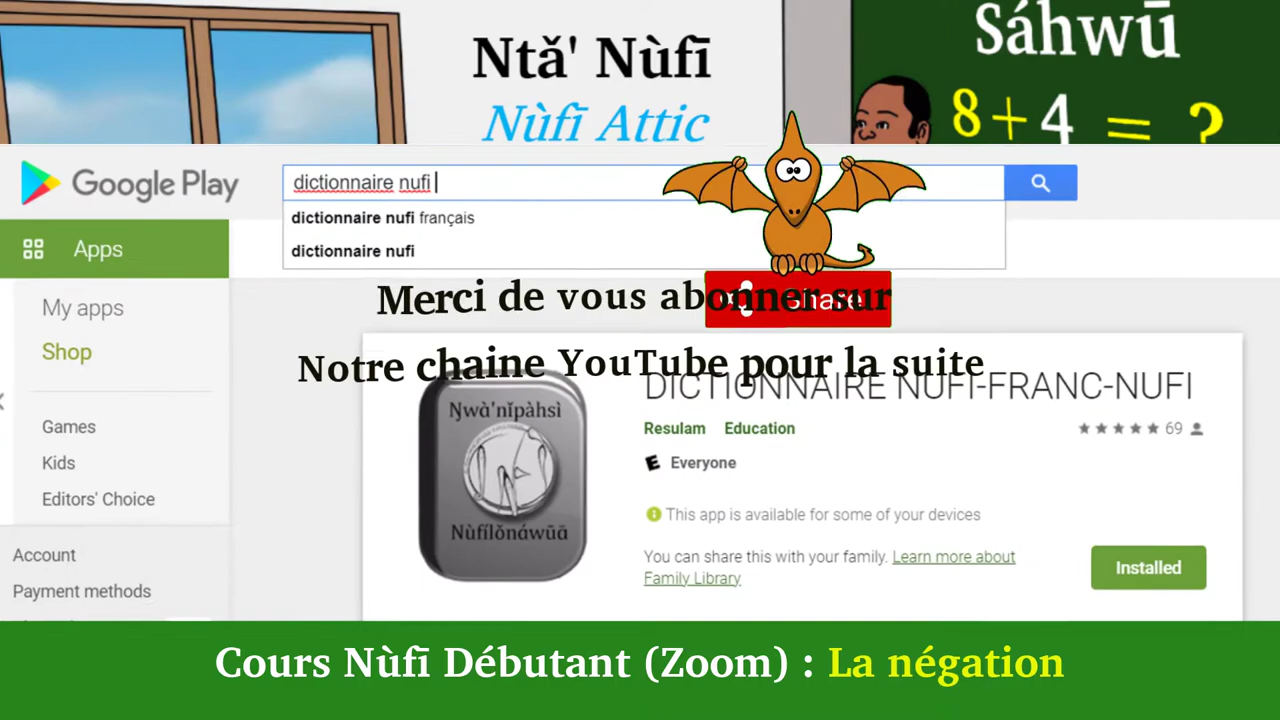 Ntǎ' Nùfī
Nùfī Attic
Sáhwū
8 + 4 = ?
Google Play
dictionnaire nufi
dictionnaire nufi français
dictionnaire nufi
Apps
My apps
Shop
Games
Kids
Editors' Choice
Account
Payment methods
Share
Merci de vous abonner sur
Notre chaine YouTube pour la suite
DICTIONNAIRE NUFI-FRANC-NUFI
Resulam Education
69
Everyone
This app is available for some of your devices
You can share this with your family. Learn more about
Family Library
Installed
Ŋwà'nǐpàhsì
Nùfílǒnáwūā
Cours Nùfī Débutant (Zoom) : La négation